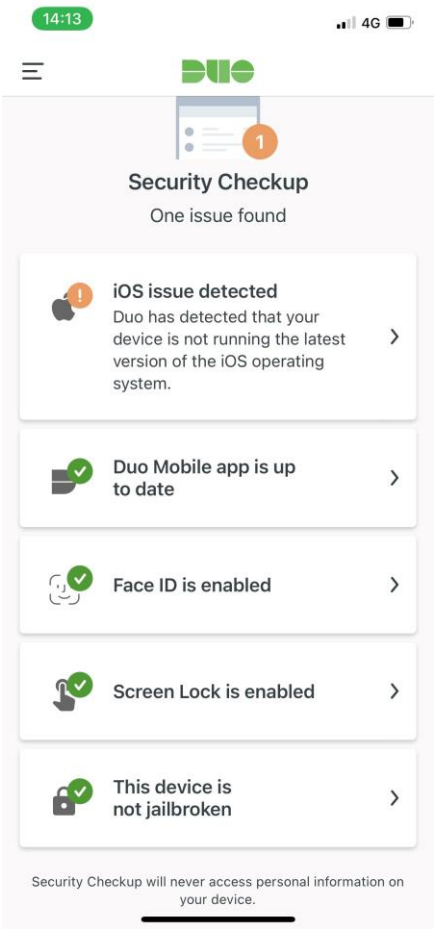 14:13
4G
DUO
1
Security Checkup
One issue found
!
iOS issue detected
Duo has detected that your
device is not running the latest
version of the iOS operating
system.
Duo Mobile app is up
to date
Face ID is enabled
Screen Lock is enabled
This device is
not jailbroken
Security Checkup will never access personal information on
your device.